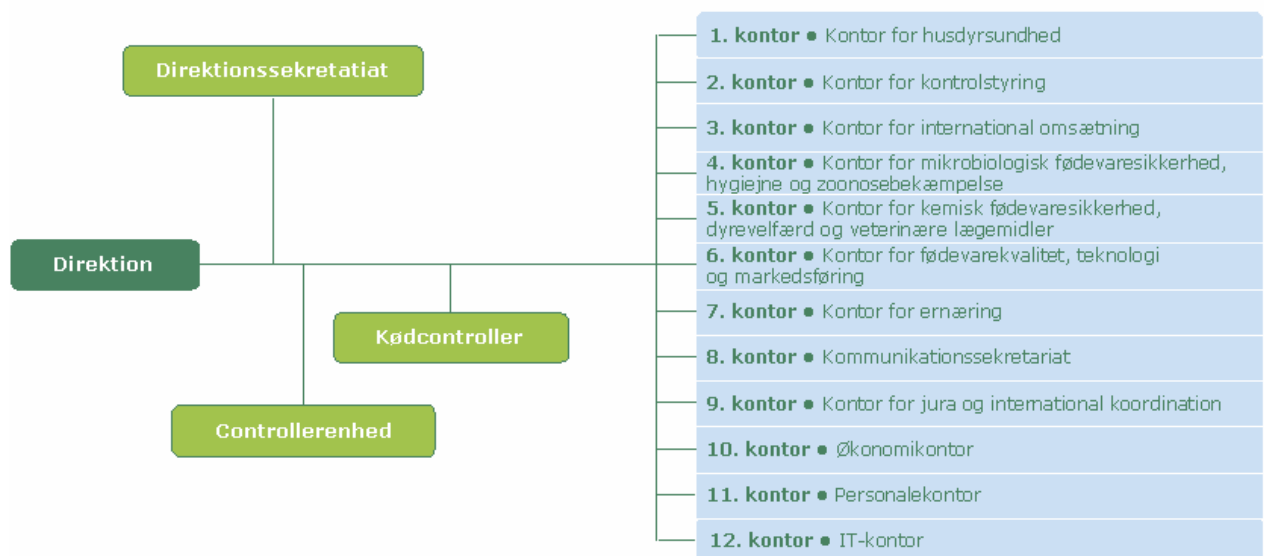 Direktionssekretatiat
Direktion
Kødcontroller
Controllerenhed
1. kontor ● Kontor for husdyrsundhed
2. kontor ● Kontor for kontrolstyring
3. kontor ● Kontor for international omsætning
4. kontor ● Kontor for mikrobiologisk fødevaresikkerhed,
hygiejne og zoonosebekæmpelse
5. kontor ● Kontor for kemisk fødevaresikkerhed,
dyrevelfærd og veterinære lægemidler
6. kontor ● Kontor for fødevarekvalitet, teknologi
og markedsføring
7. kontor ● Kontor for ernæring
8. kontor ● Kommunikationssekretariat
9. kontor ● Kontor for jura og international koordination
10. kontor ● Økonomikontor
11. kontor ● Personalekontor
12. kontor ● IT-kontor